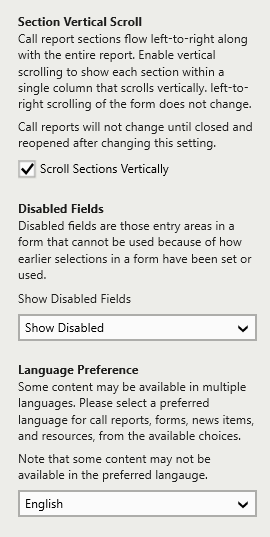 Section Vertical Scroll
Call report sections flow left-to-right along
with the entire report. Enable vertical
scrolling to show each section within a
single column that scrolls vertically. left-to-
right scrolling of the form does not change.
Call reports will not change until closed and
reopened after changing this setting.
Scroll Sections Vertically
Disabled Fields
Disabled fields are those entry areas in a
form that cannot be used because of how
earlier selections in a form have been set or
used.
Show Disabled Fields
Show Disabled
Language Preference
Some content may be available in multiple
languages. Please select a preferred
language for call reports, forms, news items,
and resources, from the available choices.
Note that some content may not be
available in the preferred langauge.
English